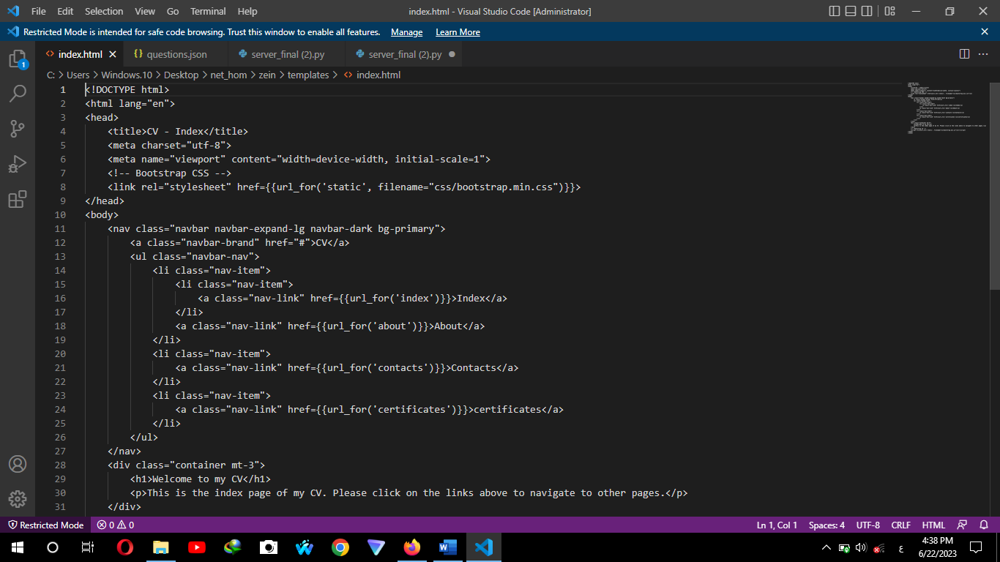 File Edit Selection View Go Terminal Help index.html - Visual Studio Code [Administrator]
Restricted Mode is intended for safe code browsing. Trust this window to enable all features. Manage Learn More
index.html questions.json server_final (2).py server_final (2).py
C: > Users > Windows.10 > Desktop > net_hom > zein > templates > index.html
1 <!DOCTYPE html>
2 <html lang="en">
3 <head>
4 <title>CV - Index</title>
5 <meta charset="utf-8">
6 <meta name="viewport" content="width=device-width, initial-scale=1">
7 <!-- Bootstrap CSS -->
8 <link rel="stylesheet" href={{url_for('static', filename="css/bootstrap.min.css")}}>
9 </head>
10 <body>
11 <nav class="navbar navbar-expand-lg navbar-dark bg-primary">
12 <a class="navbar-brand" href="#">CV</a>
13 <ul class="navbar-nav">
14 <li class="nav-item">
15 <li class="nav-item">
16 <a class="nav-link" href={{url_for('index')}}>Index</a>
17 </li>
18 <a class="nav-link" href={{url_for('about')}}>About</a>
19 </li>
20 <li class="nav-item">
21 <a class="nav-link" href={{url_for('contacts')}}>Contacts</a>
22 </li>
23 <li class="nav-item">
24 <a class="nav-link" href={{url_for('certificates')}}>certificates</a>
25 </li>
26 </ul>
27 </nav>
28 <div class="container mt-3">
29 <h1>Welcome to my CV</h1>
30 <p>This is the index page of my CV. Please click on the links above to navigate to other pages.</p>
31 </div>
1
Restricted Mode 0 0 Ln 1, Col 1 Spaces: 4 UTF-8 CRLF HTML
ع 4:38 PM
6/22/2023